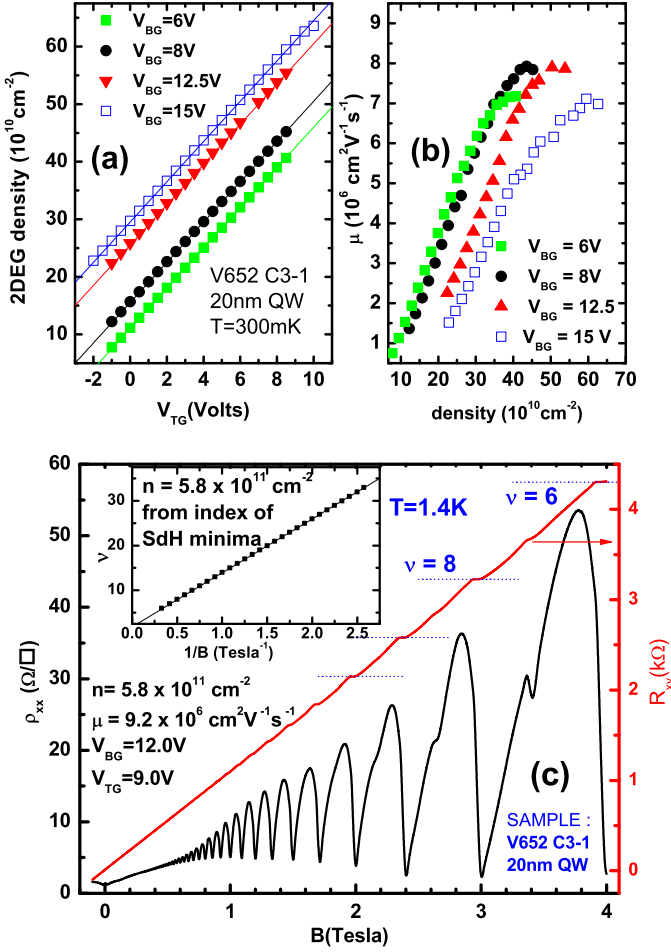 V_BG=6V
V_BG=8V
V_BG=12.5V
V_BG=15V
(a)
V652 C3-1
20nm QW
T=300mK
2DEG density (10^10cm^-2)
60
50
40
30
20
10
-2 0 2 4 6 8 10
V_TG(Volts)
(b)
V_BG = 6V
V_BG = 8V
V_BG = 12.5
V_BG = 15 V
μ (10^6 cm^2V^-1s^-1)
9
8
7
6
5
4
3
2
1
10 20 30 40 50 60 70
density (10^10cm^-2)
n = 5.8 x 10^11 cm^-2
from index of
SdH minima
ν
30
20
10
0.0 0.5 1.0 1.5 2.0 2.5
1/B (Tesla^-1)
T=1.4K
ν = 6
ν = 8
n= 5.8 x 10^11 cm^-2
μ = 9.2 x 10^6 cm^2V^-1s^-1
V_BG=12.0V
V_TG=9.0V
(c)
SAMPLE :
V652 C3-1
20nm QW
ρ_xx (Ω/□)
60
50
40
30
20
10
0
R_xy(kΩ)
4
3
2
1
0
0 1 2 3 4
B(Tesla)